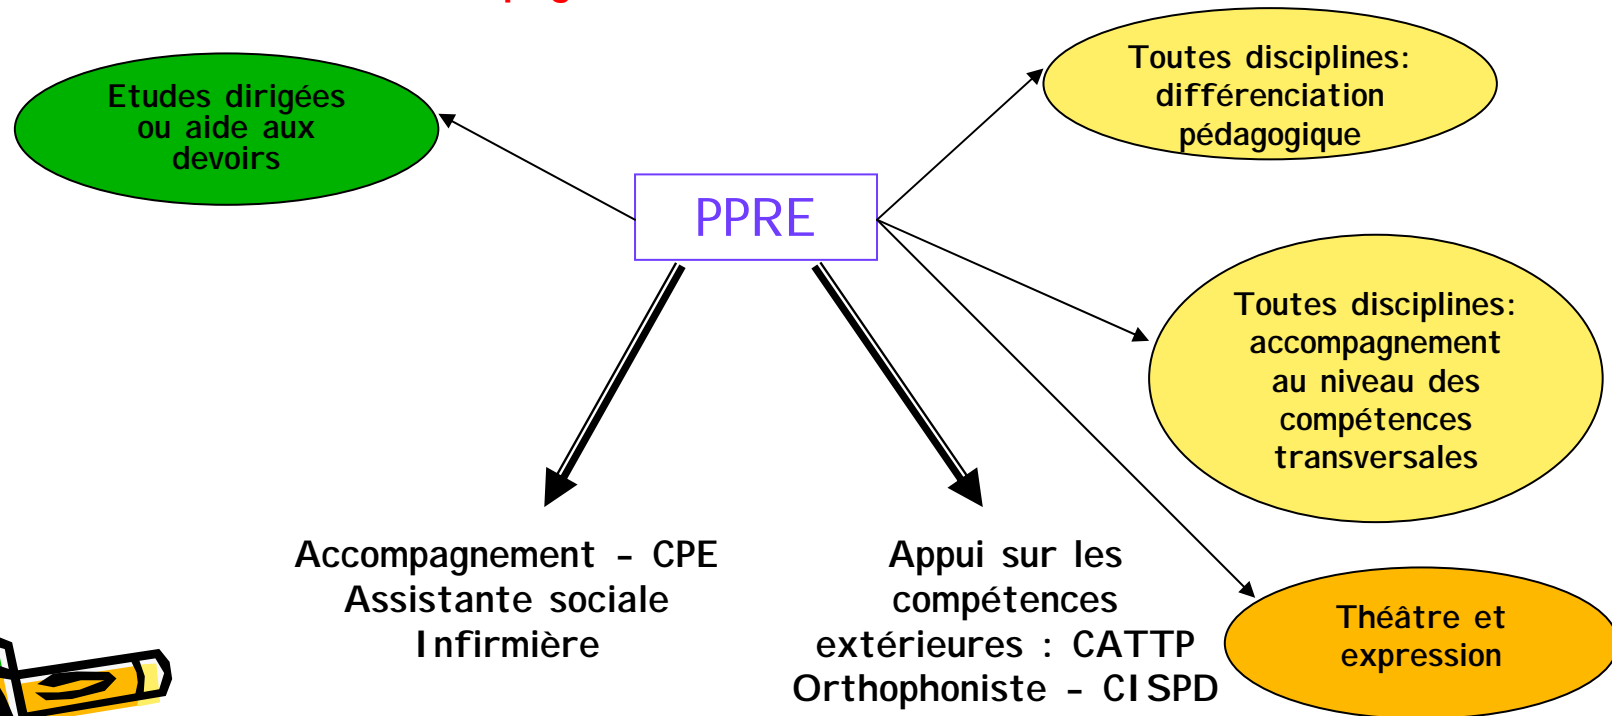 Toutes disciplines:
différenciation
pédagogique
Etudes dirigées
ou aide aux
devoirs
PPRE
Toutes disciplines:
accompagnement
au niveau des
compétences
transversales
Accompagnement - CPE
Assistante sociale
Infirmière
Appui sur les
compétences
extérieures : CATTP
Orthophoniste - CISPD
Théâtre et
expression